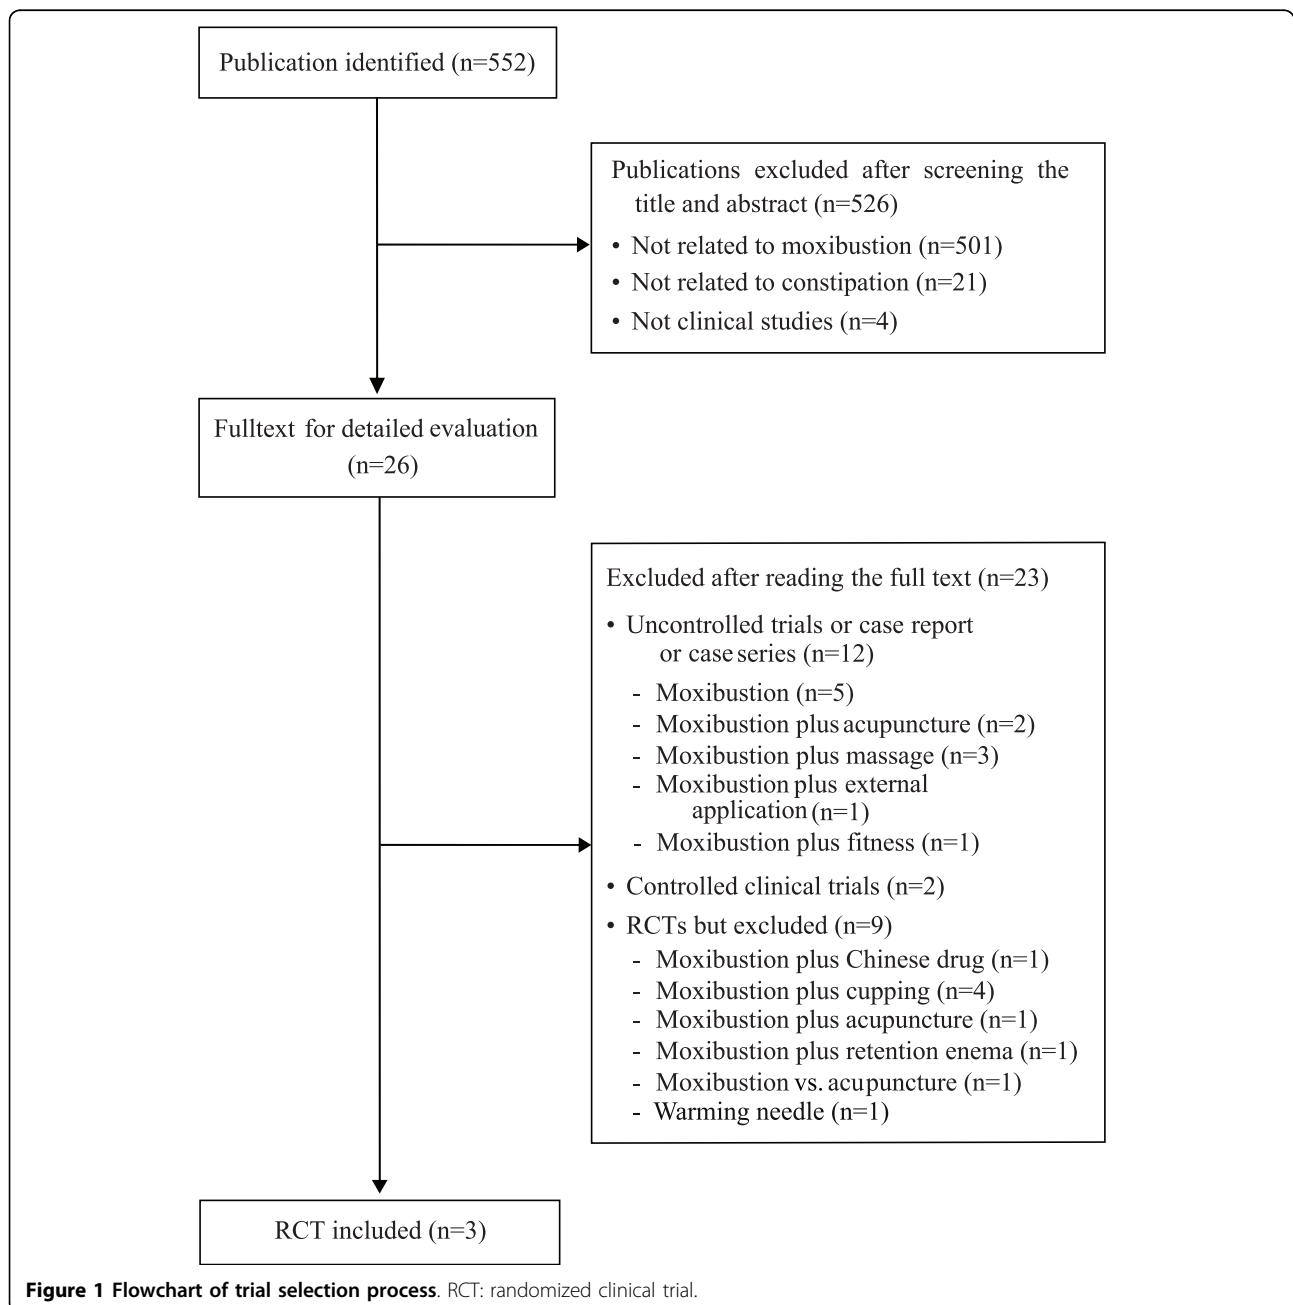 Publication identified (n=552)
Publications excluded after screening the
title and abstract (n=526)
• Not related to moxibustion (n=501)
• Not related to constipation (n=21)
• Not clinical studies (n=4)
Fulltext for detailed evaluation
(n=26)
Excluded after reading the full text (n=23)
• Uncontrolled trials or case report
or case series (n=12)
- Moxibustion (n=5)
- Moxibustion plus acupuncture (n=2)
- Moxibustion plus massage (n=3)
- Moxibustion plus external
application (n=1)
- Moxibustion plus fitness (n=1)
• Controlled clinical trials (n=2)
• RCTs but excluded (n=9)
- Moxibustion plus Chinese drug (n=1)
- Moxibustion plus cupping (n=4)
- Moxibustion plus acupuncture (n=1)
- Moxibustion plus retention enema (n=1)
- Moxibustion vs. acupuncture (n=1)
- Warming needle (n=1)
RCT included (n=3)
Figure 1 Flowchart of trial selection process. RCT: randomized clinical trial.